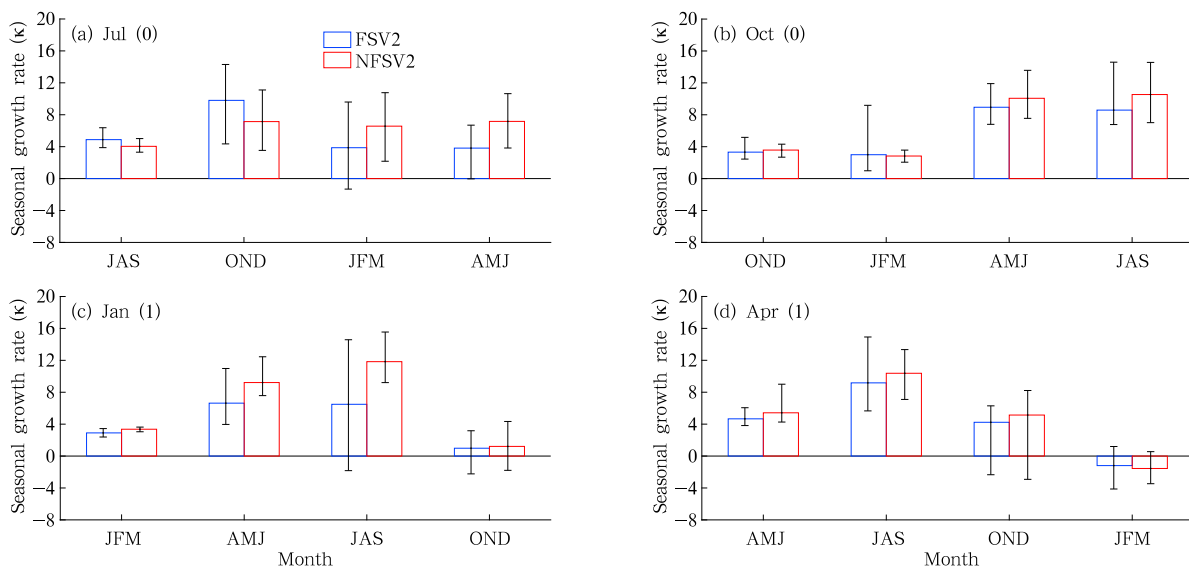 (a) Jul (0)
FSV2
NFSV2
Seasonal growth rate (κ)
20
16
12
8
4
0
−4
−8
JAS OND JFM AMJ
(b) Oct (0)
Seasonal growth rate (κ)
20
16
12
8
4
0
−4
−8
OND JFM AMJ JAS
(c) Jan (1)
Seasonal growth rate (κ)
20
16
12
8
4
0
−4
−8
JFM AMJ JAS OND
Month
(d) Apr (1)
Seasonal growth rate (κ)
20
16
12
8
4
0
−4
−8
AMJ JAS OND JFM
Month